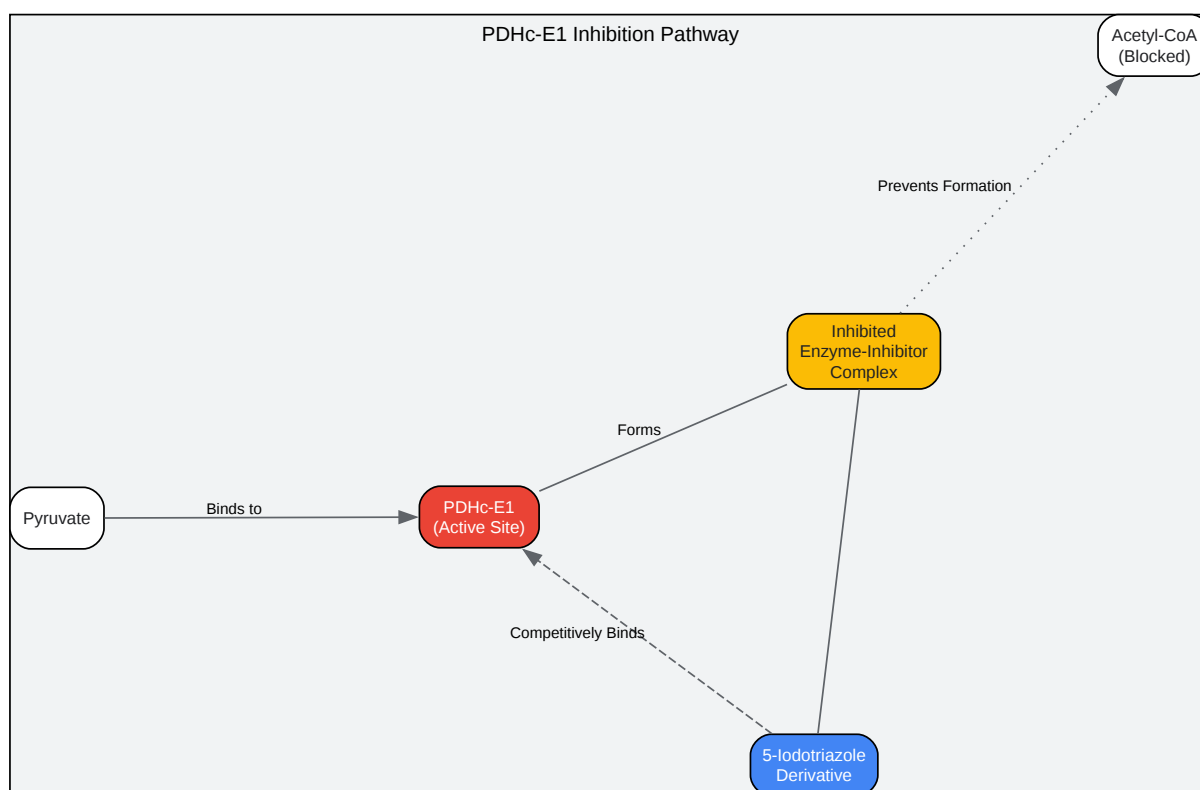 PDHc-E1 Inhibition Pathway
Acetyl-CoA
(Blocked)
Prevents Formation
Inhibited
Enzyme-Inhibitor
Complex
Forms
Pyruvate
Binds to
PDHc-E1
(Active Site)
Competitively Binds
5-Iodotriazole
Derivative